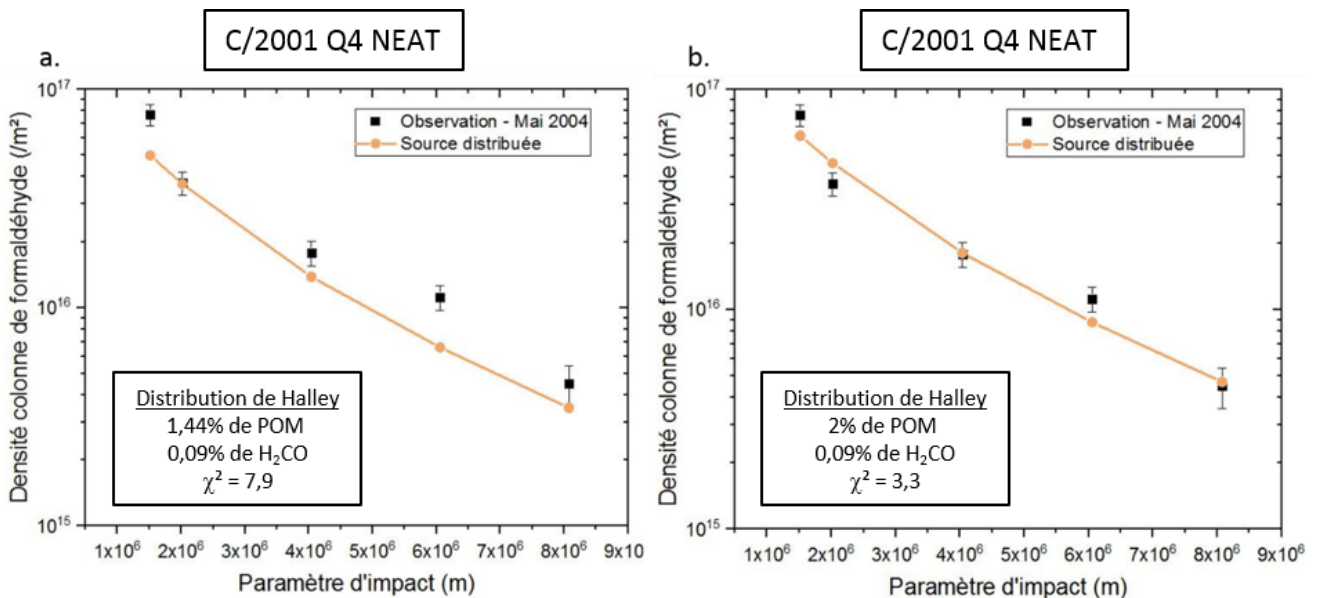 C/2001 Q4 NEAT
a.
10¹⁷
10¹⁶
10¹⁵
Densité colonne de formaldéhyde (/m²)
Observation - Mai 2004
Source distribuée
Distribution de Halley
1,44% de POM
0,09% de H₂CO
χ² = 7,9
1x10⁶ 2x10⁶ 3x10⁶ 4x10⁶ 5x10⁶ 6x10⁶ 7x10⁶ 8x10⁶ 9x10
Paramètre d'impact (m)
C/2001 Q4 NEAT
b.
10¹⁷
10¹⁶
10¹⁵
Densité colonne de formaldéhyde (/m²)
Observation - Mai 2004
Source distribuée
Distribution de Halley
2% de POM
0,09% de H₂CO
χ² = 3,3
1x10⁶ 2x10⁶ 3x10⁶ 4x10⁶ 5x10⁶ 6x10⁶ 7x10⁶ 8x10⁶ 9x10⁶
Paramètre d'impact (m)